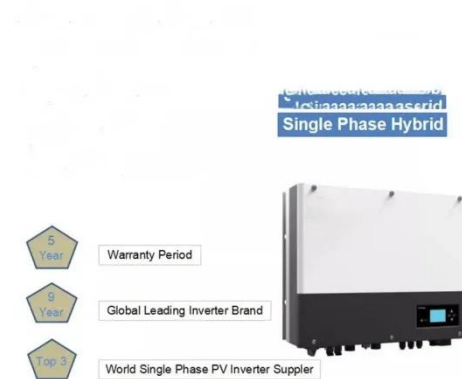 Single Phase Hybrid
5
Year
Warranty Period
9
Year
Global Leading Inverter Brand
Top 3
World Single Phase PV Inverter Suppler